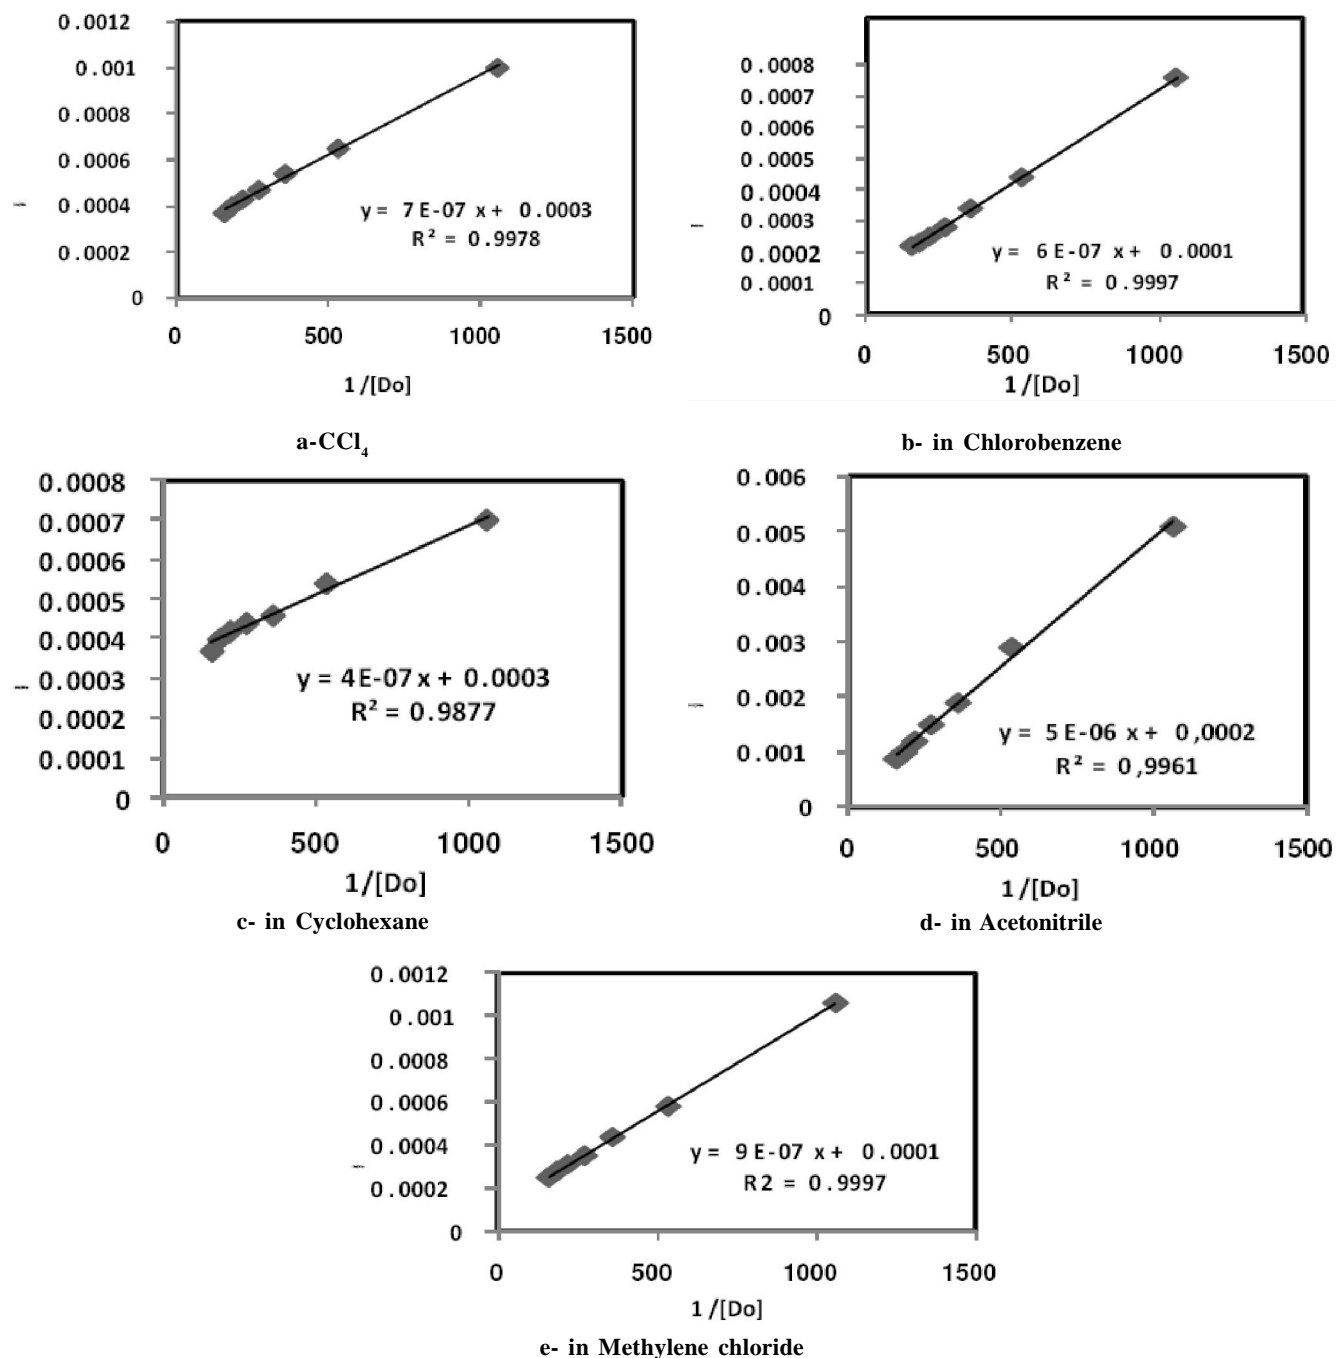 0.0012
0.001
0.0008
0.0006
0.0004
0.0002
0
y = 7E-07x + 0.0003
R² = 0.9978
0 500 1000 1500
1/[Do]
a-CCl₄
0.0008
0.0007
0.0006
0.0005
0.0004
0.0003
0.0002
0.0001
0
y = 6E-07 x + 0.0001
R² = 0.9997
0 500 1000 1500
1/[Do]
b- in Chlorobenzene
0.0008
0.0007
0.0006
0.0005
0.0004
0.0003
0.0002
0.0001
0
y = 4E-07x + 0.0003
R² = 0.9877
0 500 1000 1500
1/[Do]
c- in Cyclohexane
0.006
0.005
0.004
0.003
0.002
0.001
0
y = 5E-06 x + 0,0002
R² = 0,9961
0 500 1000 1500
1/[Do]
d- in Acetonitrile
0.0012
0.001
0.0008
0.0006
0.0004
0.0002
0
y = 9E-07 x + 0.0001
R2 = 0.9997
0 500 1000 1500
1/[Do]
e- in Methylene chloride